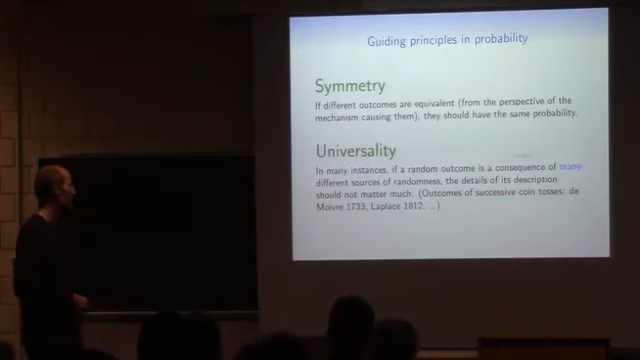 Guiding principles in probability
Symmetry
If different outcomes are equivalent (from the perspective of the
mechanism causing them), they should have the same probability.
Universality
In many instances, if a random outcome is a consequence of many
different sources of randomness, the details of its description
should not matter much. (Outcomes of successive coin tosses. de
Moivre 1733, Laplace 1812. ...)